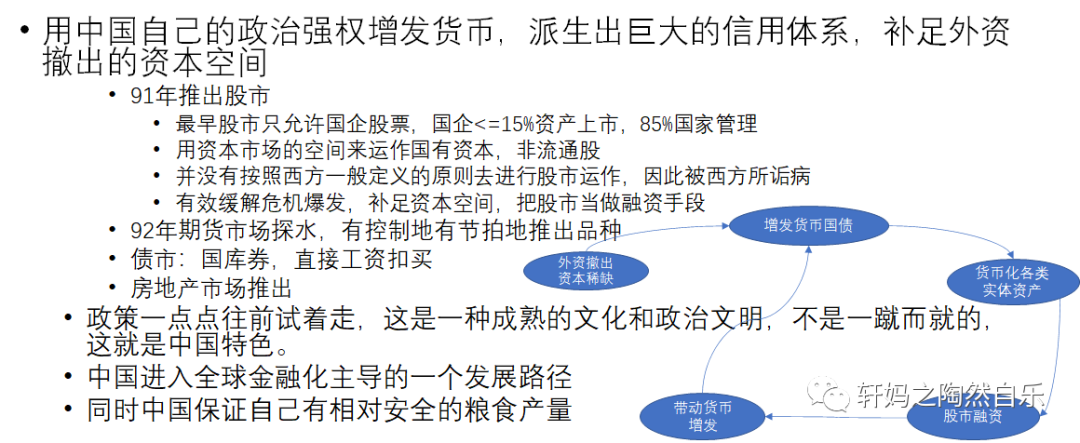 • 用中国自己的政治强权增发货币，派生出巨大的信用体系，补足外资
撤出的资本空间
• 91年推出股市
• 最早股市只允许国企股票，国企<=15%资产上市，85%国家管理
• 用资本市场的空间来运作国有资本，非流通股
• 并没有按照西方一般定义的原则去进行股市运作，因此被西方所诟病
• 有效缓解危机爆发，补足资本空间，把股市当做融资手段
• 92年期货市场探水，有控制地有节拍地推出品种
• 债市：国库券，直接工资扣买
• 房地产市场推出
• 政策一点点往前试着走，这是一种成熟的文化和政治文明，不是一蹴而就的，
这就是中国特色。
• 中国进入全球金融化主导的一个发展路径
• 同时中国保证自己有相对安全的粮食产量
增发货币国债
外资撤出
资本稀缺
货币化各类
实体资产
股市融资
带动货币
增发
轩妈之陶然自乐